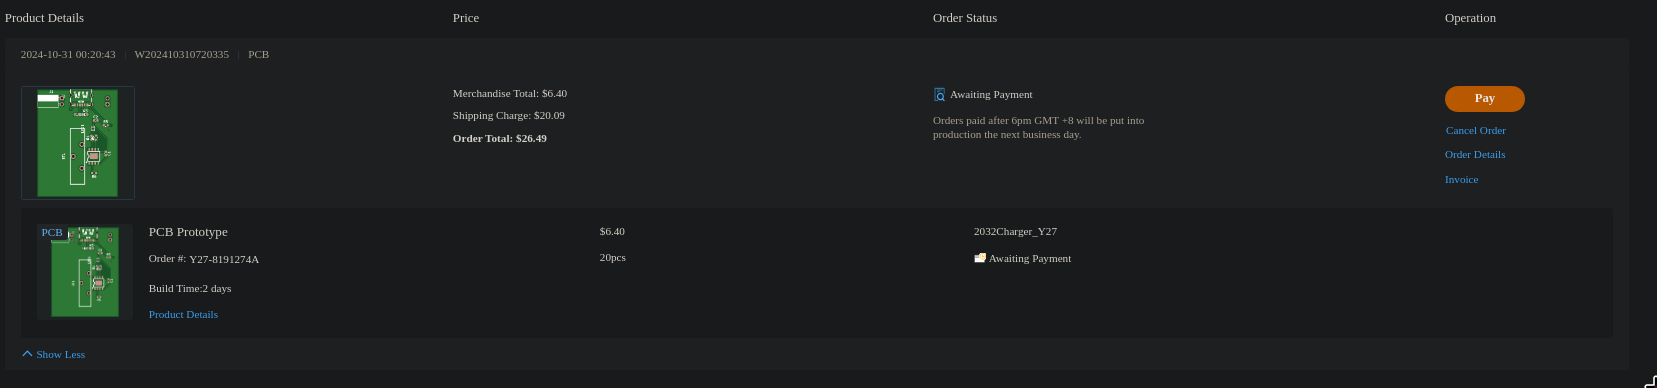 Product Details
Price
Order Status
Operation
2024-10-31 00:20:43 | W202410310720335 | PCB
Merchandise Total: $6.40
Shipping Charge: $20.09
Order Total: $26.49
Awaiting Payment
Orders paid after 6pm GMT +8 will be put into
production the next business day.
Pay
Cancel Order
Order Details
Invoice
PCB
PCB Prototype
Order #: Y27-8191274A
Build Time:2 days
Product Details
$6.40
20pcs
2032Charger_Y27
Awaiting Payment
Show Less